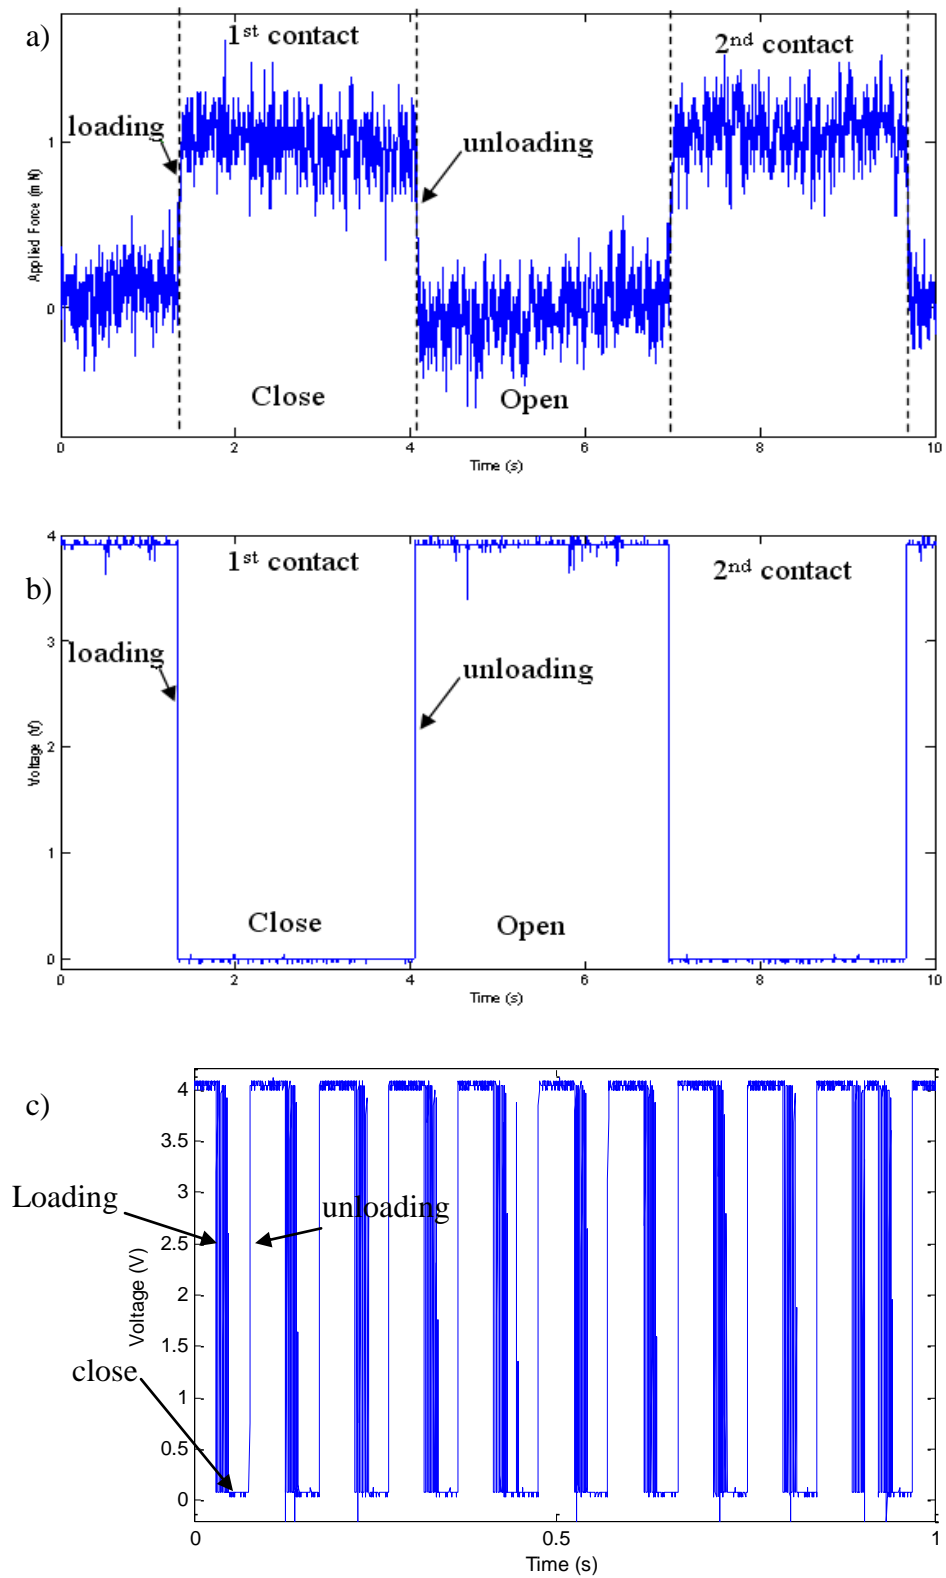 a)
1st contact
2nd contact
loading
unloading
Applied Force (mN)
1
0
Close
Open
0
2
4
6
8
10
Time (s)
b)
4
3
2
1
0
1st contact
2nd contact
loading
unloading
Voltage (V)
Close
Open
0
2
4
6
8
10
Time (s)
c)
4
3.5
3
2.5
2
1.5
1
0.5
0
Loading
unloading
Voltage (V)
close
0
0.5
1
Time (s)